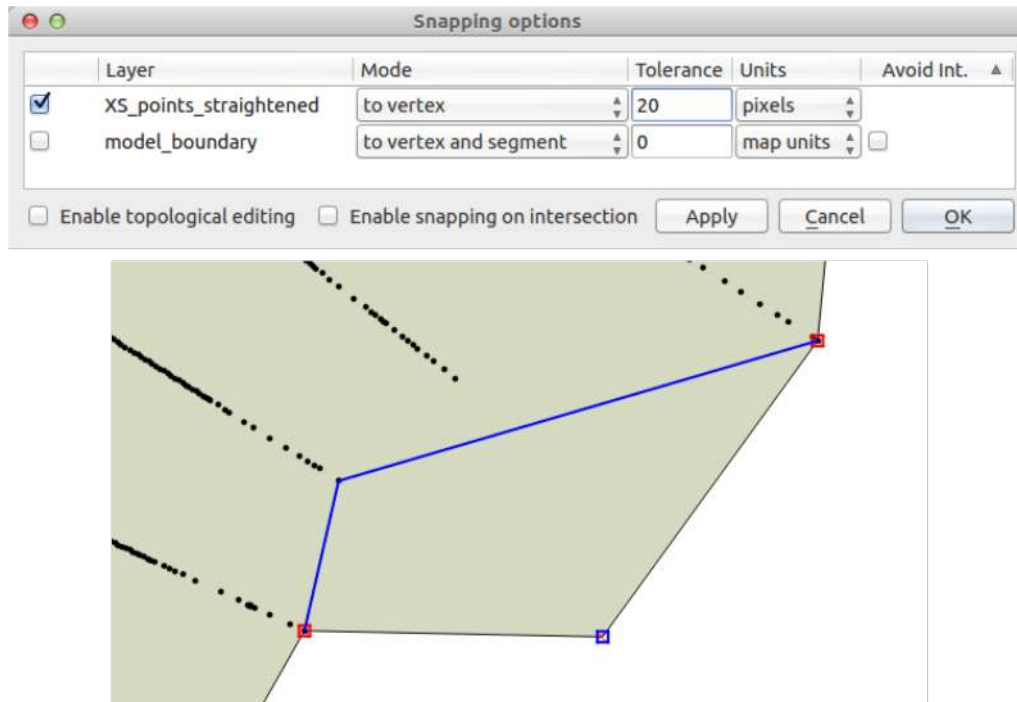 Snapping options
Layer Mode Tolerance Units Avoid Int.
XS_points_straightened to vertex 20 pixels
model_boundary to vertex and segment 0 map units
Enable topological editing Enable snapping on intersection Apply Cancel OK